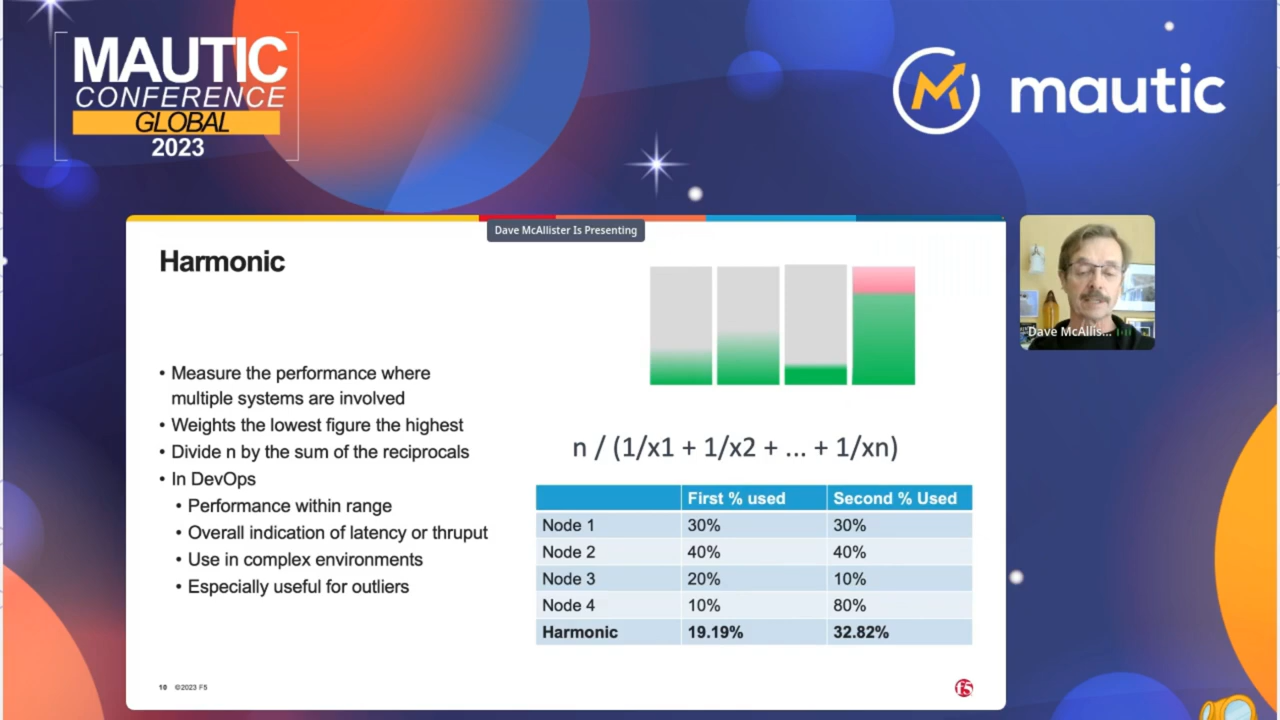 MAUTIC
CONFERENCE
GLOBAL
2023
mautic
Dave McAllister Is Presenting
Harmonic
• Measure the performance where
multiple systems are involved
• Weights the lowest figure the highest
• Divide n by the sum of the reciprocals
• In DevOps
• Performance within range
• Overall indication of latency or thruput
• Use in complex environments
• Especially useful for outliers
n / (1/x1 + 1/x2 + ... + 1/xn)
First % used Second % Used
Node 1 30% 30%
Node 2 40% 40%
Node 3 20% 10%
Node 4 10% 80%
Harmonic 19.19% 32.82%
10 ©2023 F5
f5
Dave McAllis...